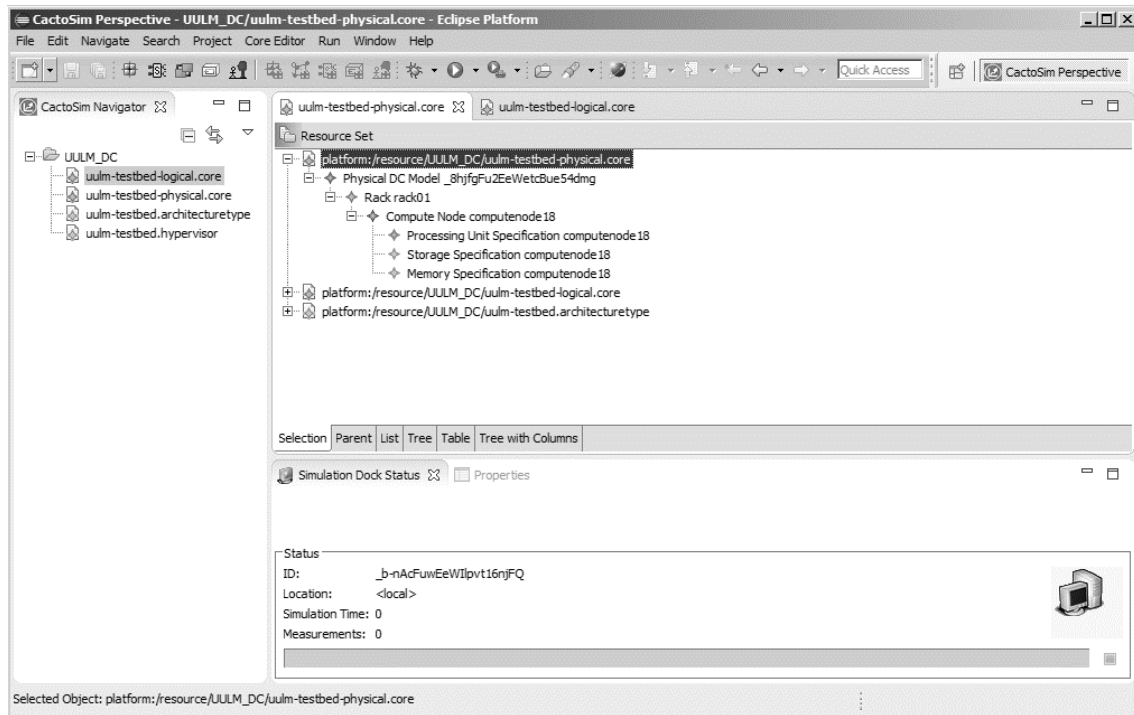 CactoSim Perspective - UULM_DC/uulm-testbed-physical.core - Eclipse Platform
File Edit Navigate Search Project Core Editor Run Window Help
Quick Access
CactoSim Perspective
CactoSim Navigator
uulm-testbed-physical.core
uulm-testbed-logical.core
UULM_DC
uulm-testbed-logical.core
uulm-testbed-physical.core
uulm-testbed.architecturetype
uulm-testbed.hypervisor
Resource Set
platform:/resource/UULM_DC/uulm-testbed-physical.core
Physical DC Model _8hjfgFu2EeWetcBue54dmg
Rack rack01
Compute Node computenode18
Processing Unit Specification computenode18
Storage Specification computenode18
Memory Specification computenode18
platform:/resource/UULM_DC/uulm-testbed-logical.core
platform:/resource/UULM_DC/uulm-testbed.architecturetype
Selection Parent List Tree Table Tree with Columns
Simulation Dock Status Properties
Status
ID: _b-nAcFuwEeWIlpvt16njFQ
Location: <local>
Simulation Time: 0
Measurements: 0
Selected Object: platform:/resource/UULM_DC/uulm-testbed-physical.core